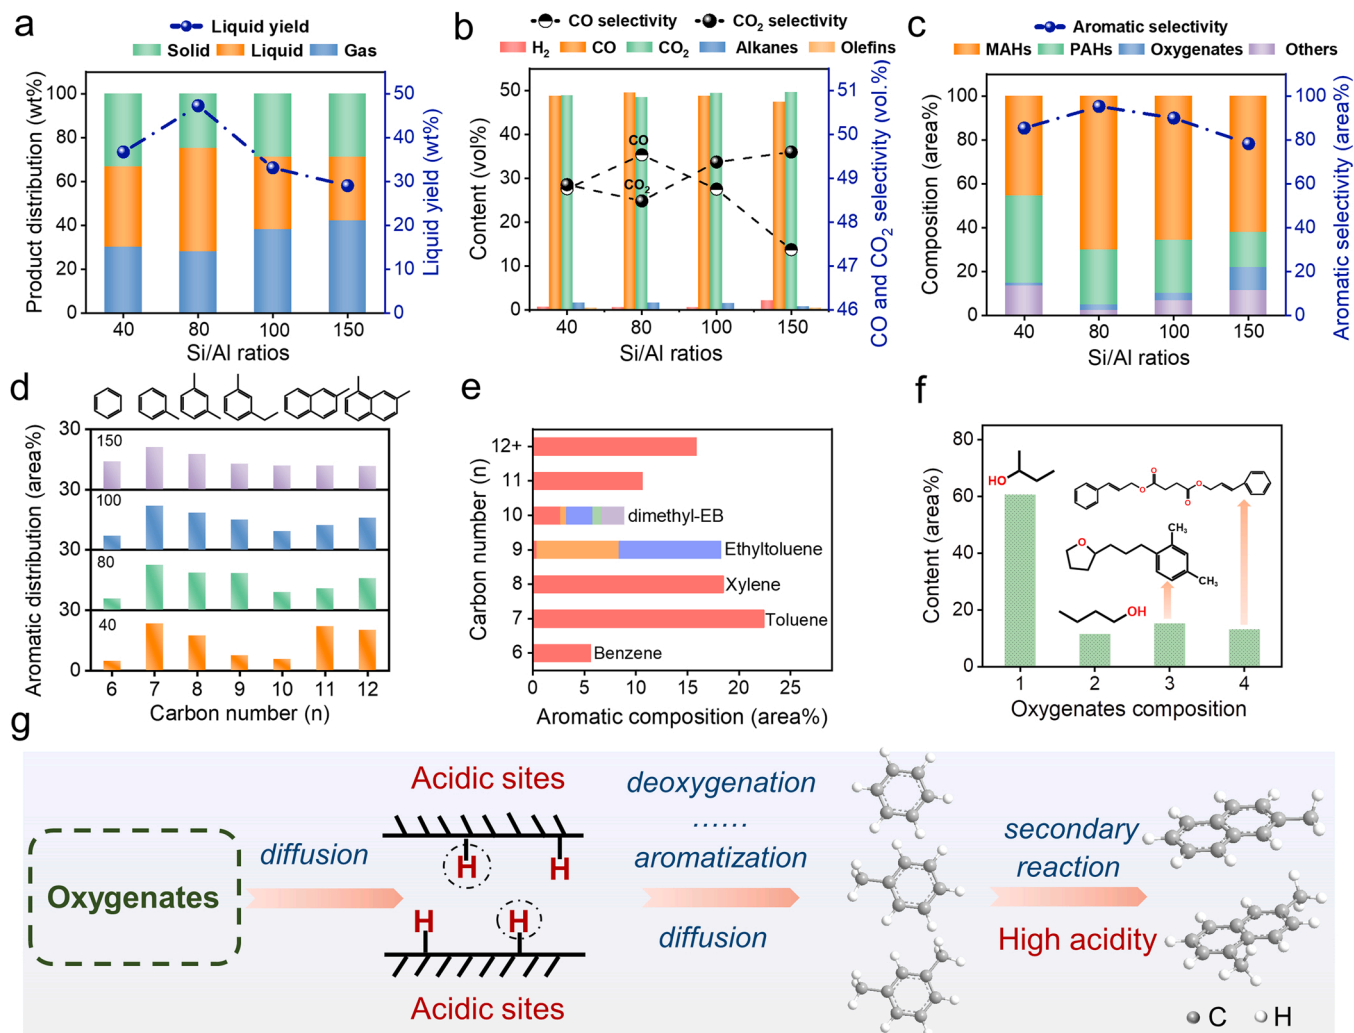 a
Liquid yield
Solid Liquid Gas
Product distribution (wt%)
100
80
60
40
20
0
50
40
30
20
10
0
Liquid yield (wt%)
40 80 100 150
Si/Al ratios
b
CO selectivity CO2 selectivity
H2 CO CO2 Alkanes Olefins
Content (vol%)
50
40
30
20
10
0
CO
CO2
51
50
49
48
47
46
CO and CO2 selectivity (vol.%)
40 80 100 150
Si/Al ratios
c
Aromatic selectivity
MAHs PAHs Oxygenates Others
Composition (area%)
100
80
60
40
20
0
100
80
60
40
20
0
Aromatic selectivity (area%)
40 80 100 150
Si/Al ratios
d
Aromatic distribution (area%)
30
150
30
100
30
80
30
40
0
6 7 8 9 10 11 12
Carbon number (n)
e
Carbon number (n)
12+
11
10 dimethyl-EB
9 Ethyltoluene
8 Xylene
7 Toluene
6 Benzene
0 5 10 15 20 25
Aromatic composition (area%)
f
Content (area%)
80
60
40
20
0
HO
O
O
O
O
O
CH3
CH3
OH
1 2 3 4
Oxygenates composition
g
Oxygenates
diffusion
Acidic sites
H H
H H
Acidic sites
deoxygenation
······
aromatization
diffusion
secondary
reaction
High acidity
C H